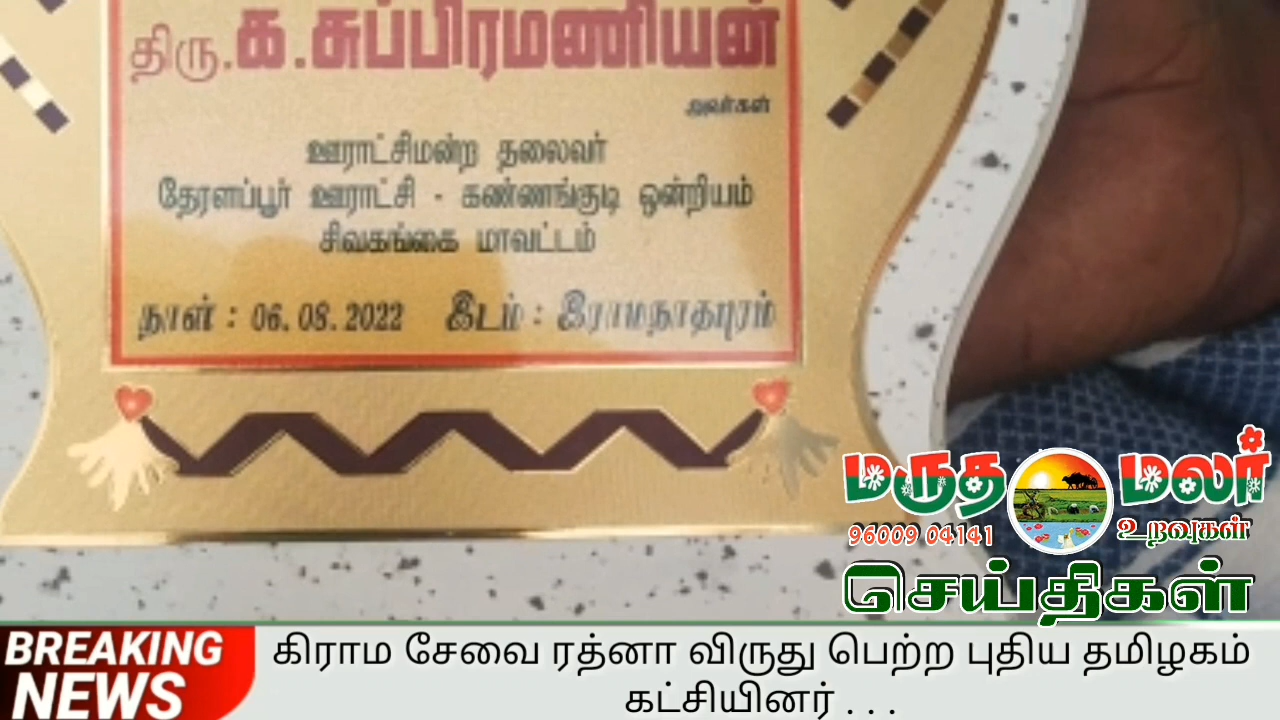 திரு.க.சுப்பிரமணியன்
அவர்கள்
ஊராட்சிமன்ற தலைவர்
தேரளப்பூர் ஊராட்சி - கண்ணங்குடி ஒன்றியம்
சிவகங்கை மாவட்டம்
நாள் : 06.08.2022 இடம் : இராமநாதபுரம்
மருத மலர்
96009 04141 உறவுகள்
செய்திகள்
BREAKING NEWS
கிராம சேவை ரத்னா விருது பெற்ற புதிய தமிழகம்
கட்சியினர் . . .